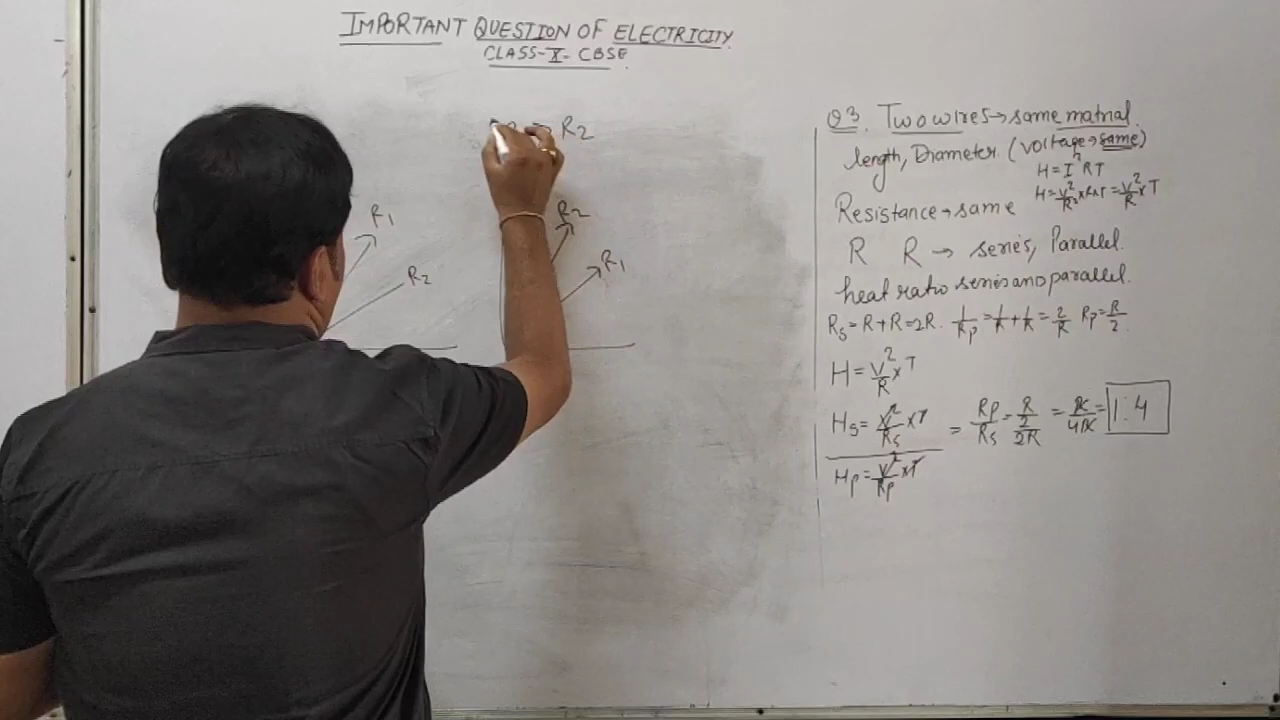 IMPORTANT QUESTION OF ELECTRICITY
CLASS-X-CBSE
R2
R1
R2
R2
R1
Q3. Two wires→same matnal
length, Diameter (voltage→same)
H=I²RT
H=V²/R²×R×T=V²/R×T
Resistance→same
R R → series, Parallel.
heat ratio series and parallel.
RS=R+R=2R. 1/RP=1/R+1/R=2/R RP=R/2
H=V²/R×T
HS=V²/RS×T
HP=V²/RP×T
=RP/RS=R/2/2R=R/4R=1:4